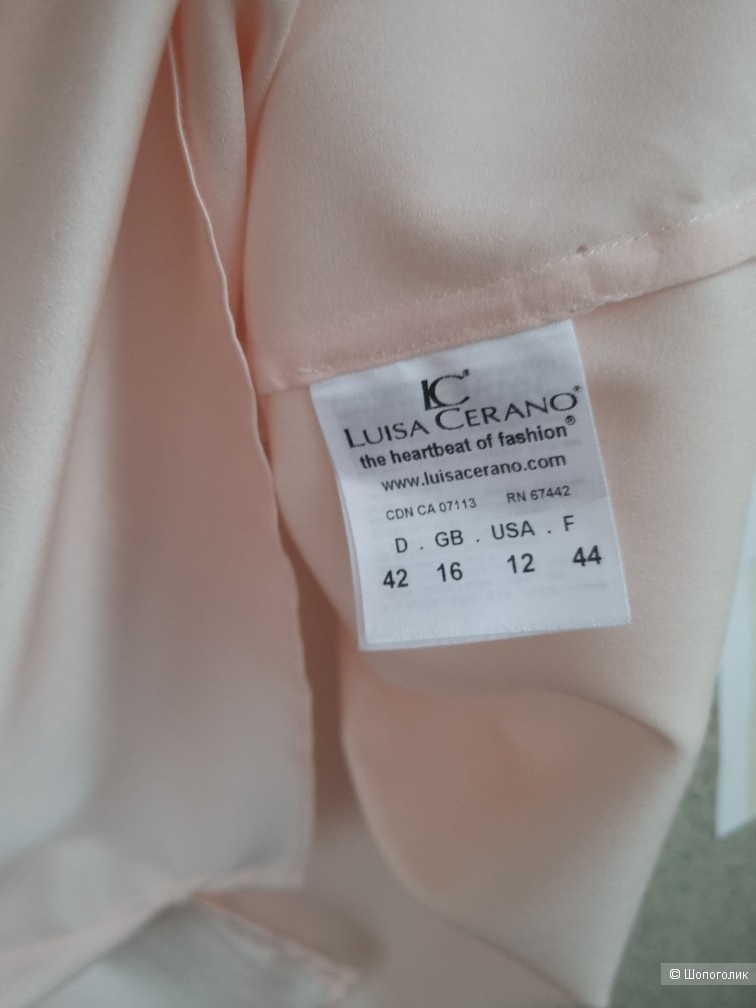 LC
LUISA CERANO®
the heartbeat of fashion®
www.luisacerano.com
CDN CA 07113 RN 67442
D . GB . USA . F
42 16 12 44
© Шопоголик